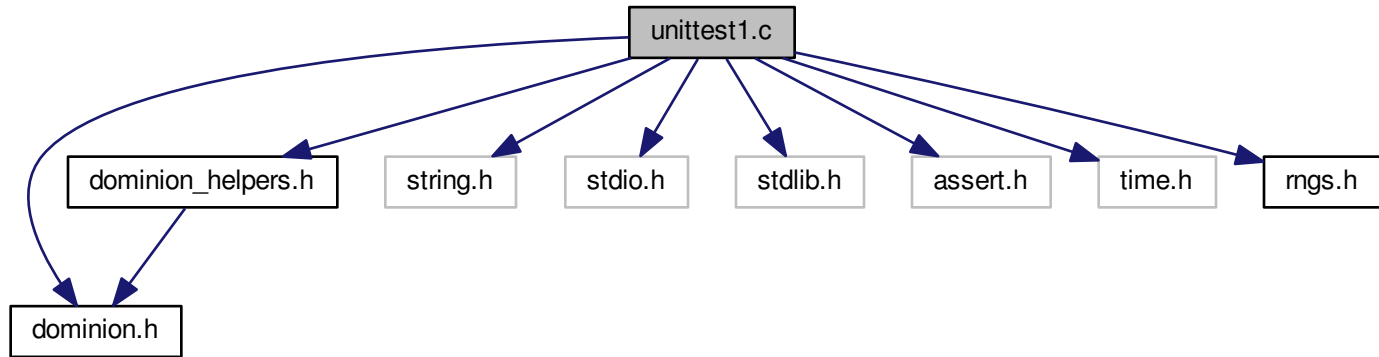 unittest1.c
dominion_helpers.h
string.h
stdio.h
stdlib.h
assert.h
time.h
rngs.h
dominion.h